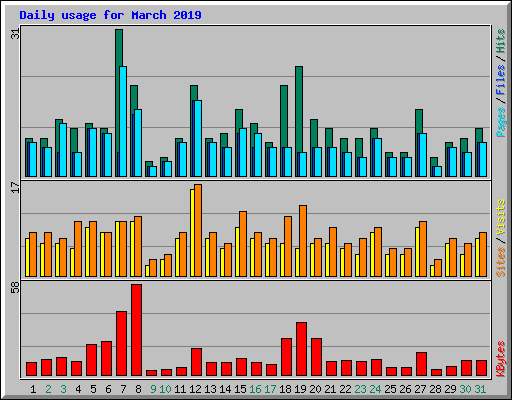 Daily usage for March 2019
31
17
58
Pages / Files / Hits
Sites / Visits
KBytes
1 2 3 4 5 6 7 8 9 10 11 12 13 14 15 16 17 18 19 20 21 22 23 24 25 26 27 28 29 30 31